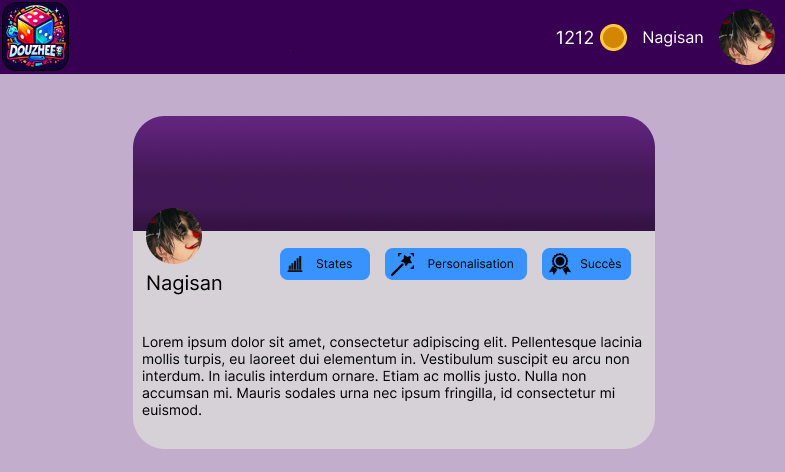 DOUZHEE
1212
Nagisan
Nagisan
States
Personalisation
Succès
Lorem ipsum dolor sit amet, consectetur adipiscing elit. Pellentesque lacinia
mollis turpis, eu laoreet dui elementum in. Vestibulum suscipit eu arcu non
interdum. In iaculis interdum ornare. Etiam ac mollis justo. Nulla non
accumsan mi. Mauris sodales urna nec ipsum fringilla, id consectetur mi
euismod.